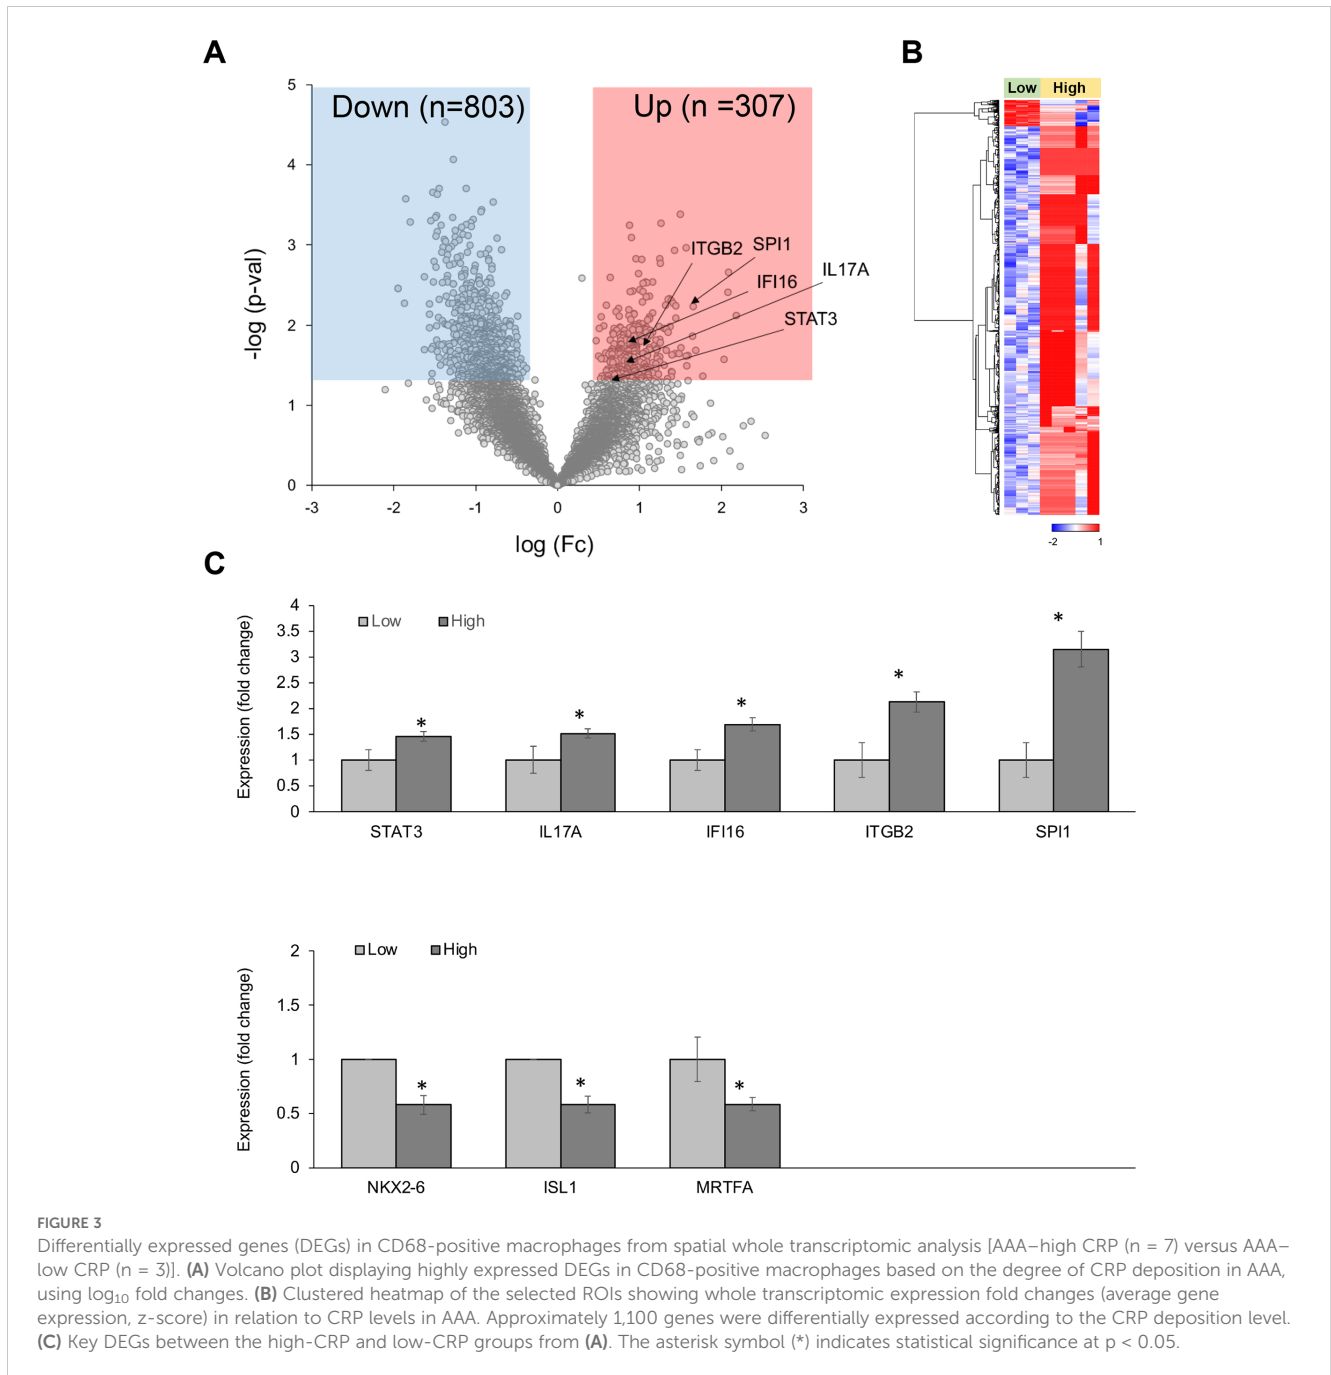 A
B
5
4
3
2
1
0
-log (p-val)
Down (n=803)
Up (n =307)
ITGB2
SPI1
IFI16
IL17A
STAT3
-3
-2
-1
0
1
2
3
log (Fc)
Low
High
-2
1
C
Expression (fold change)
4
3.5
3
2.5
2
1.5
1
0.5
0
Low
High
*
*
*
*
*
STAT3
IL17A
IFI16
ITGB2
SPI1
Expression (fold change)
2
1.5
1
0.5
0
Low
High
*
*
*
NKX2-6
ISL1
MRTFA
FIGURE 3
Differentially expressed genes (DEGs) in CD68-positive macrophages from spatial whole transcriptomic analysis [AAA–high CRP (n = 7) versus AAA–
low CRP (n = 3)]. (A) Volcano plot displaying highly expressed DEGs in CD68-positive macrophages based on the degree of CRP deposition in AAA,
using log₁₀ fold changes. (B) Clustered heatmap of the selected ROIs showing whole transcriptomic expression fold changes (average gene
expression, z-score) in relation to CRP levels in AAA. Approximately 1,100 genes were differentially expressed according to the CRP deposition level.
(C) Key DEGs between the high-CRP and low-CRP groups from (A). The asterisk symbol (*) indicates statistical significance at p < 0.05.